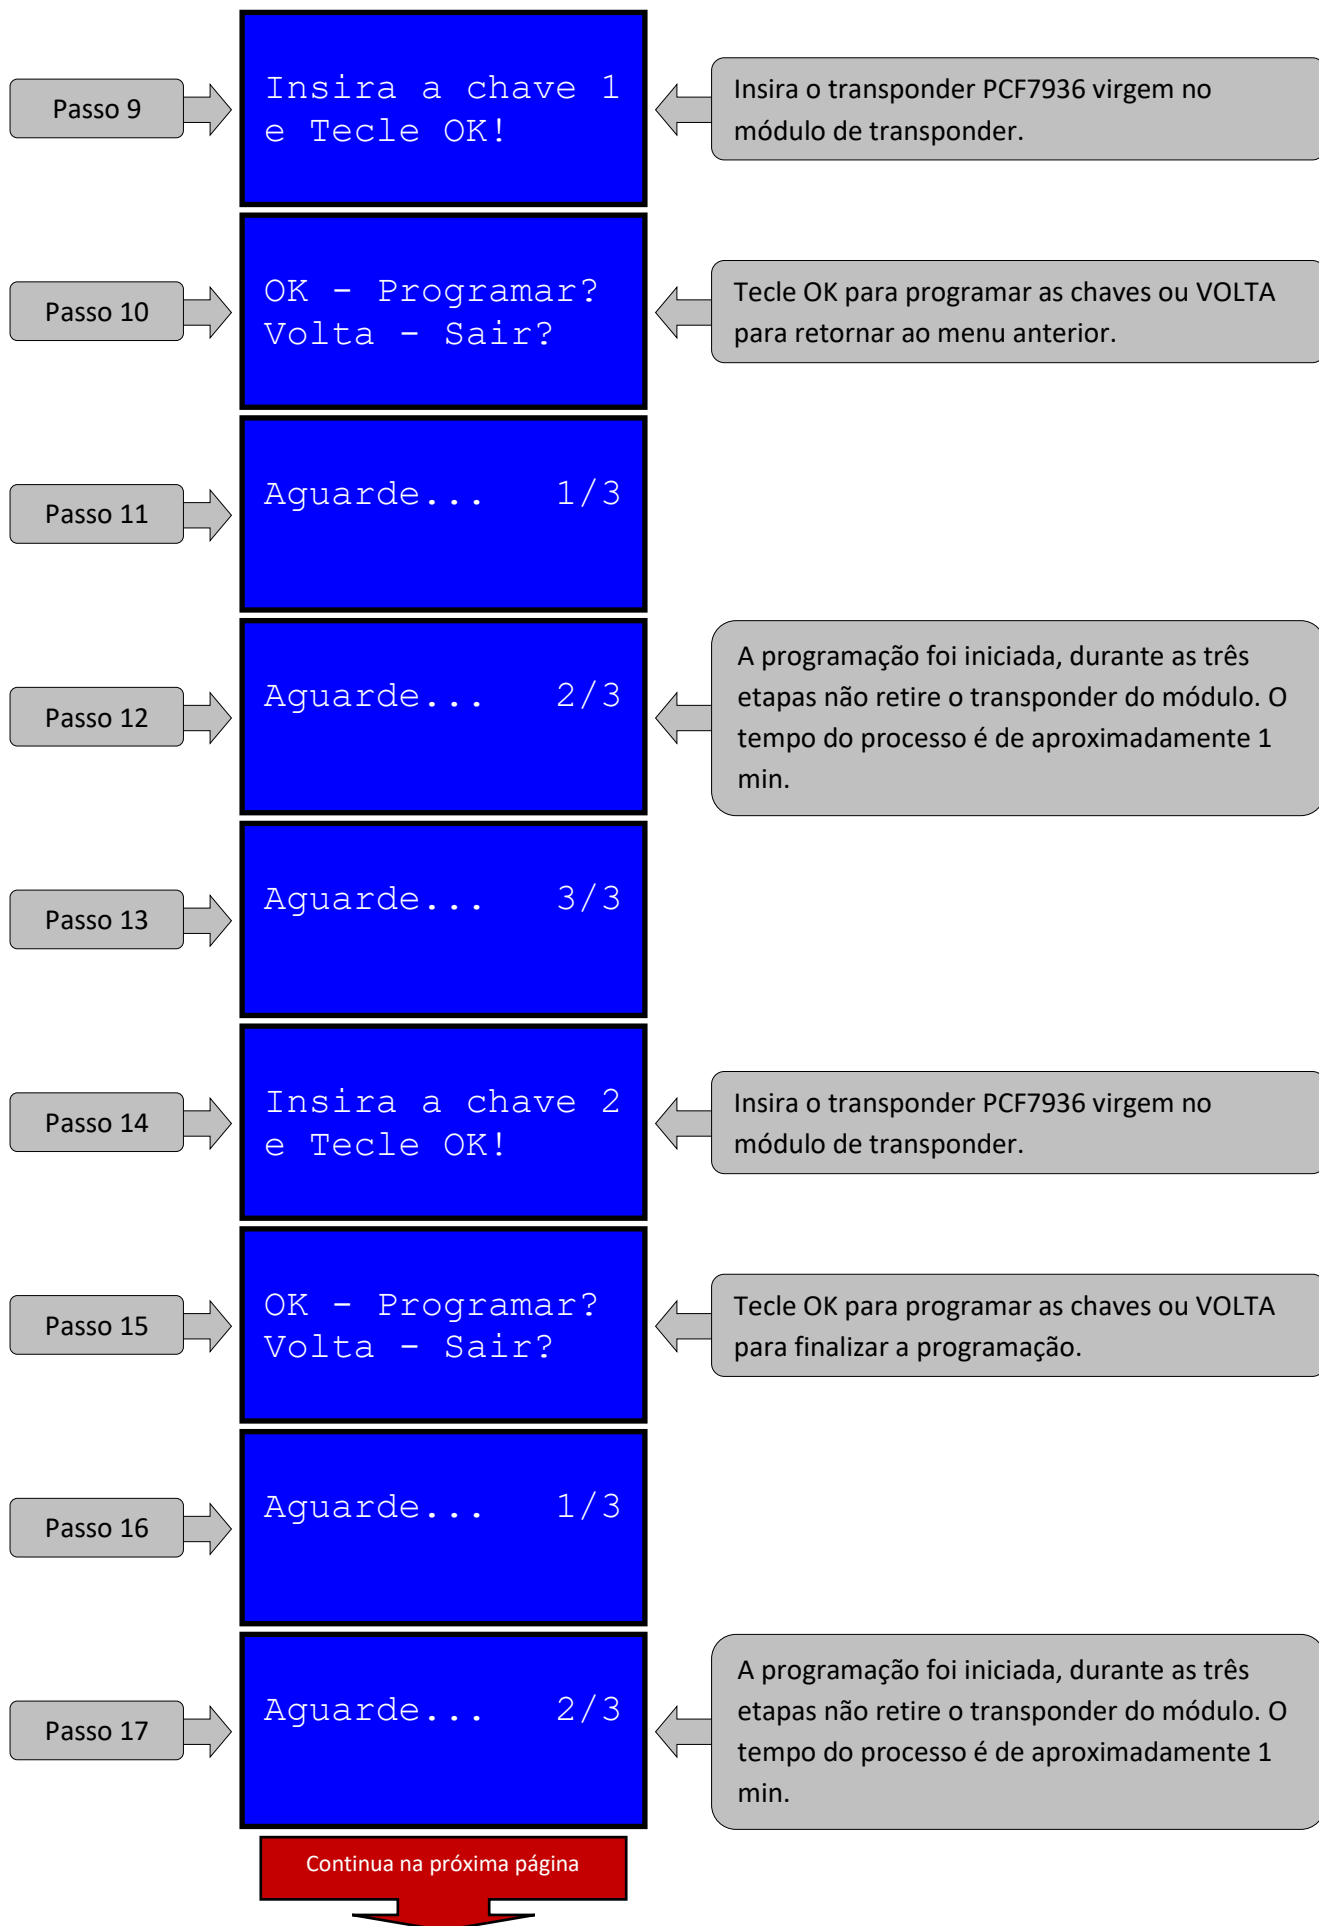 Passo 9
Insira a chave 1
e Tecle OK!
Insira o transponder PCF7936 virgem no
módulo de transponder.
Passo 10
OK - Programar?
Volta - Sair?
Tecle OK para programar as chaves ou VOLTA
para retornar ao menu anterior.
Passo 11
Aguarde... 1/3
Passo 12
Aguarde... 2/3
A programação foi iniciada, durante as três
etapas não retire o transponder do módulo. O
tempo do processo é de aproximadamente 1
min.
Passo 13
Aguarde... 3/3
Passo 14
Insira a chave 2
e Tecle OK!
Insira o transponder PCF7936 virgem no
módulo de transponder.
Passo 15
OK - Programar?
Volta - Sair?
Tecle OK para programar as chaves ou VOLTA
para finalizar a programação.
Passo 16
Aguarde... 1/3
Passo 17
Aguarde... 2/3
A programação foi iniciada, durante as três
etapas não retire o transponder do módulo. O
tempo do processo é de aproximadamente 1
min.
Continua na próxima página